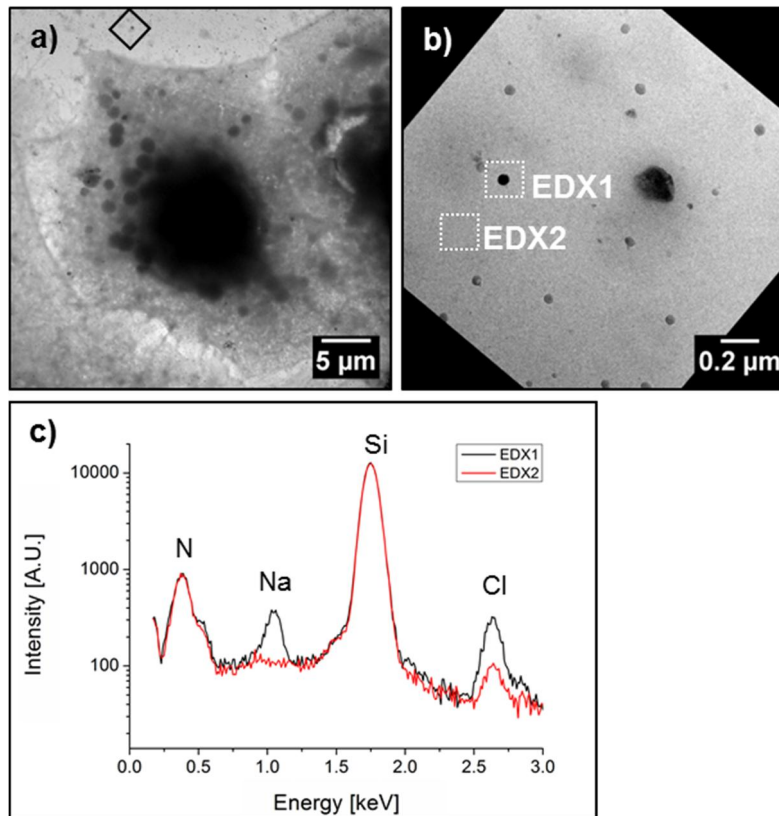 a)
5 µm
b)
EDX1
EDX2
0.2 µm
c)
EDX1
EDX2
N
Na
Si
Cl
10000
1000
100
Intensity [A.U.]
0.0 0.5 1.0 1.5 2.0 2.5 3.0
Energy [keV]